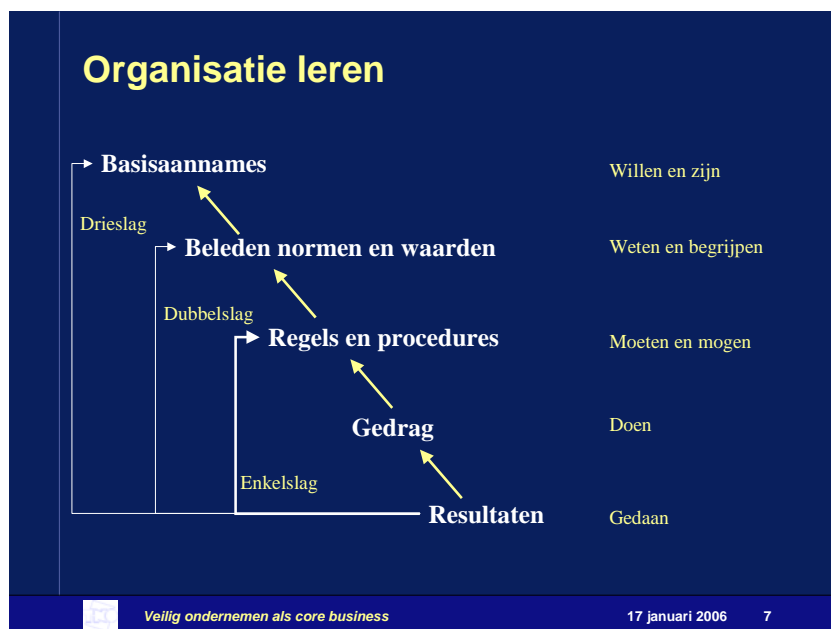 Organisatie leren
Basisaannames
Willen en zijn
Drieslag
Beleden normen en waarden
Weten en begrijpen
Dubbelslag
Regels en procedures
Moeten en mogen
Gedrag
Doen
Enkelslag
Resultaten
Gedaan
Veilig ondernemen als core business
17 januari 2006
7